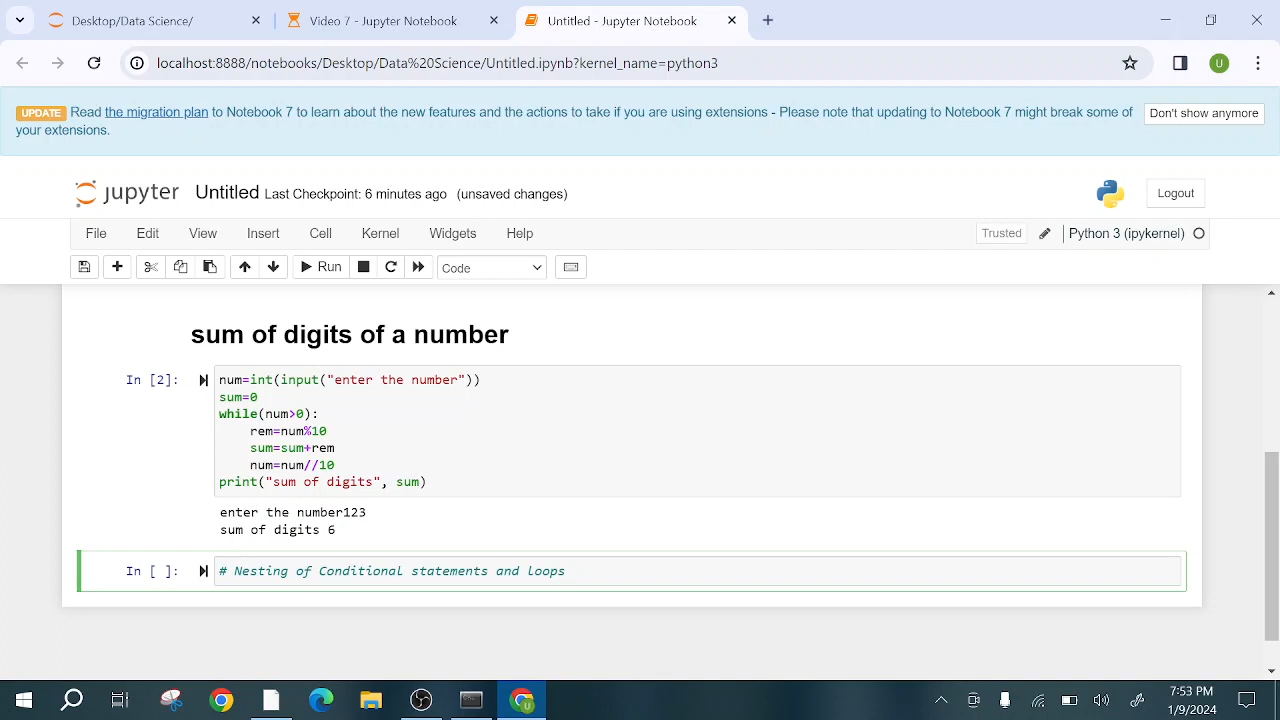 Desktop/Data Science/
Video 7 - Jupyter Notebook
Untitled - Jupyter Notebook
localhost:8888/notebooks/Desktop/Data%20Science/Untitled.ipynb?kernel_name=python3
U
UPDATE Read the migration plan to Notebook 7 to learn about the new features and the actions to take if you are using extensions - Please note that updating to Notebook 7 might break some of
your extensions.
Don't show anymore
jupyter Untitled Last Checkpoint: 6 minutes ago (unsaved changes)
Logout
File Edit View Insert Cell Kernel Widgets Help
Trusted Python 3 (ipykernel)
Run Code
sum of digits of a number
In [2]: num=int(input("enter the number"))
sum=0
while(num>0):
    rem=num%10
    sum=sum+rem
    num=num//10
print("sum of digits", sum)
enter the number123
sum of digits 6
In [ ]: # Nesting of Conditional statements and loops
U
7:53 PM
1/9/2024